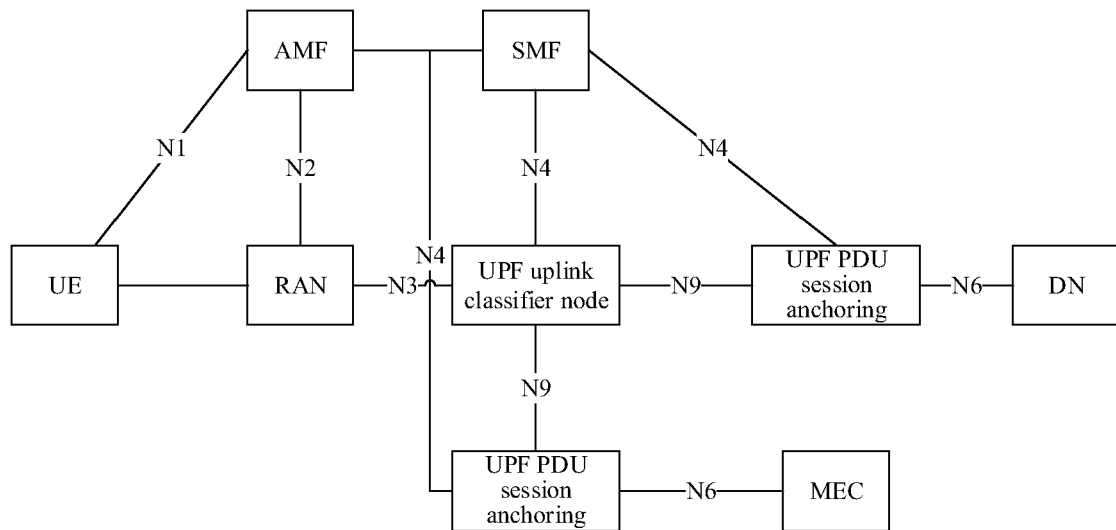 AMF
SMF
N1
N2
N4
N4
N4
UE
RAN
N3
UPF uplink
classifier node
N9
UPF PDU
session
anchoring
N6
DN
N9
UPF PDU
session
anchoring
N6
MEC